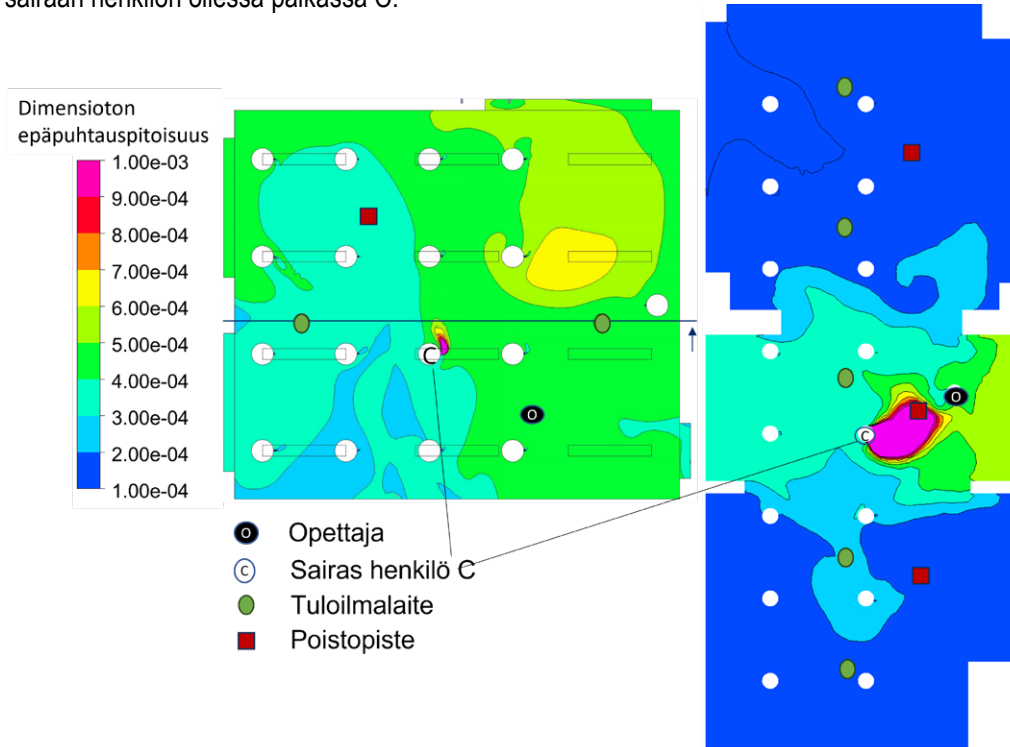 sairaan henkilön ollessa paikassa C.
Dimensioton
epäpuhtauspitoisuus
1.00e-03
9.00e-04
8.00e-04
7.00e-04
6.00e-04
5.00e-04
4.00e-04
3.00e-04
2.00e-04
1.00e-04
C
O
O
C
O Opettaja
C Sairas henkilö C
Tuloilmalaite
Poistopiste